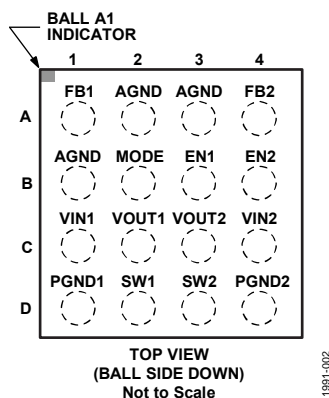 BALL A1
INDICATOR
1 2 3 4
A
FB1 AGND AGND FB2
B
AGND MODE EN1 EN2
C
VIN1 VOUT1 VOUT2 VIN2
D
PGND1 SW1 SW2 PGND2
TOP VIEW
(BALL SIDE DOWN)
Not to Scale
1991-002